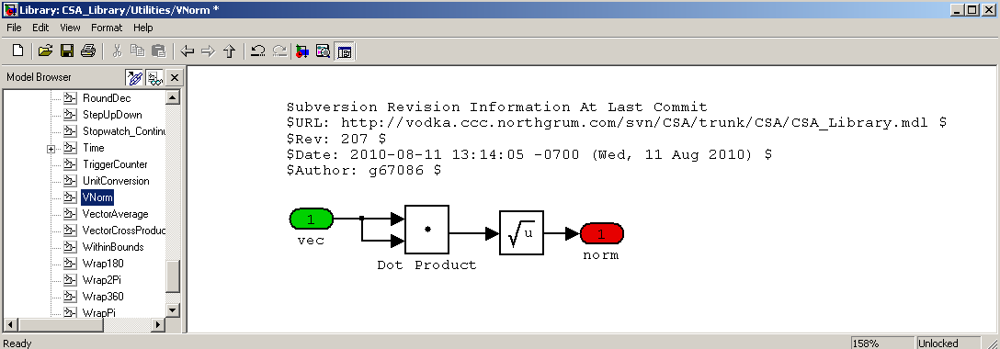 Library: CSA_Library/Utilities/VNorm *
File Edit View Format Help
Model Browser
RoundDec
StepUpDown
Stopwatch_Continu
Time
TriggerCounter
UnitConversion
VNorm
VectorAverage
VectorCrossProduc
WithinBounds
Wrap180
Wrap2Pi
Wrap360
WrapPi
Subversion Revision Information At Last Commit
$URL: http://vodka.ccc.northgrum.com/svn/CSA/trunk/CSA/CSA_Library.mdl $
$Rev: 207 $
$Date: 2010-08-11 13:14:05 -0700 (Wed, 11 Aug 2010) $
$Author: g67086 $
1
vec
Dot Product
√u
1
norm
Ready
158%
Unlocked